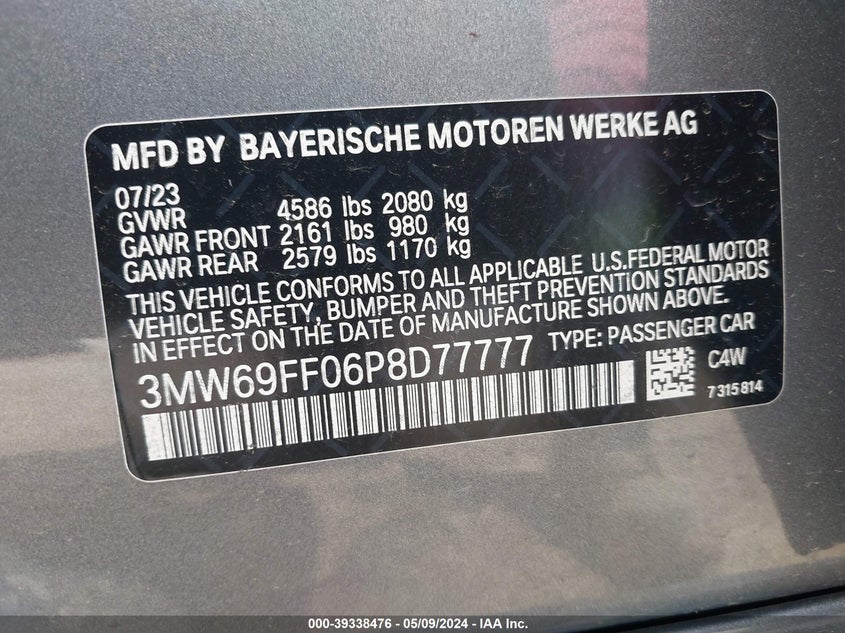 MFD BY BAYERISCHE MOTOREN WERKE AG
07/23
GVWR 4586 lbs 2080 kg
GAWR FRONT 2161 lbs 980 kg
GAWR REAR 2579 lbs 1170 kg
THIS VEHICLE CONFORMS TO ALL APPLICABLE U.S.FEDERAL MOTOR
VEHICLE SAFETY, BUMPER AND THEFT PREVENTION STANDARDS
IN EFFECT ON THE DATE OF MANUFACTURE SHOWN ABOVE.
3MW69FF06P8D77777 TYPE: PASSENGER CAR
C4W
7 315 814
000-39338476 - 05/09/2024 - IAA Inc.